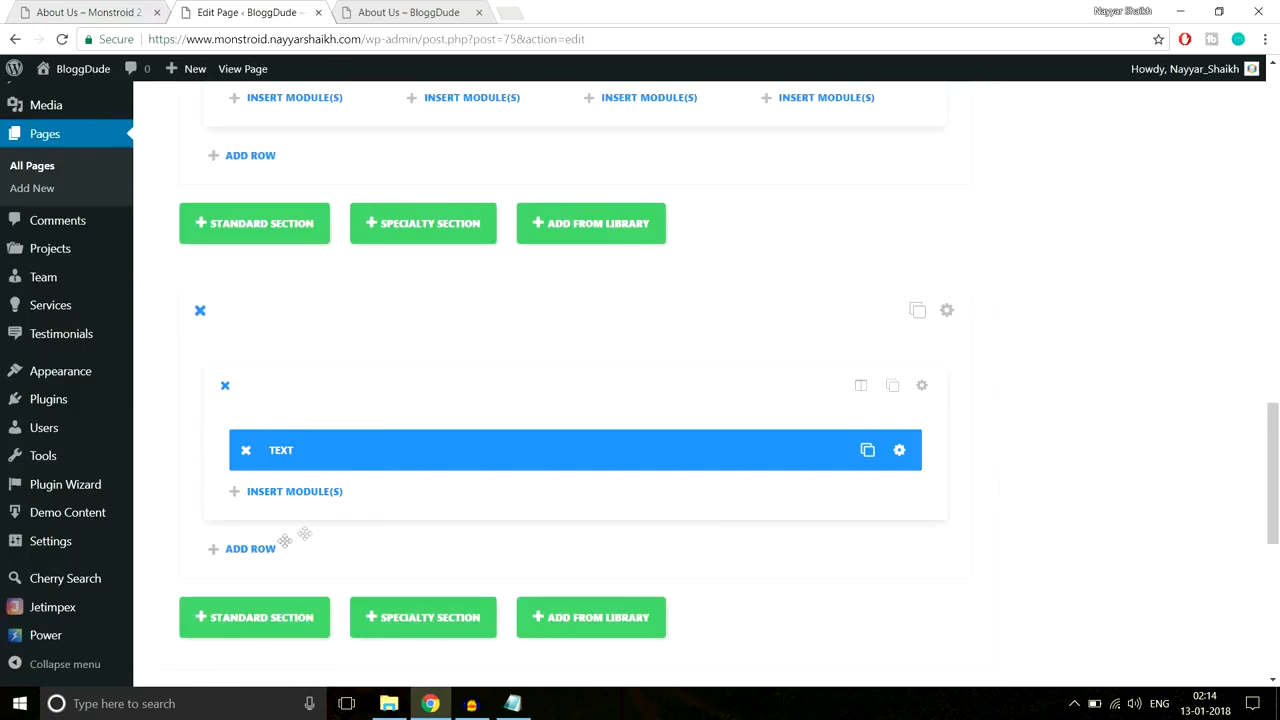 About Us – Monstroid 2
Edit Page ‹ BloggDude —
About Us – BloggDude
Nayyar Shaikh
Secure
https://www.monstroid.nayyarshaikh.com/wp-admin/post.php?post=75&action=edit
BloggDude
0
New
View Page
Howdy, Nayyar_Shaikh
Media
Pages
All Pages
Add New
Comments
Projects
Team
Services
Testimonials
Appearance
Plugins
Users
Tools
Plugin Wizard
Demo Content
Settings
Cherry Search
Jetimpex
Power
Collapse menu
INSERT MODULE(S) INSERT MODULE(S) INSERT MODULE(S) INSERT MODULE(S)
ADD ROW
STANDARD SECTION SPECIALTY SECTION ADD FROM LIBRARY
TEXT
INSERT MODULE(S)
ADD ROW
STANDARD SECTION SPECIALTY SECTION ADD FROM LIBRARY
Type here to search
ENG
02:14
13-01-2018